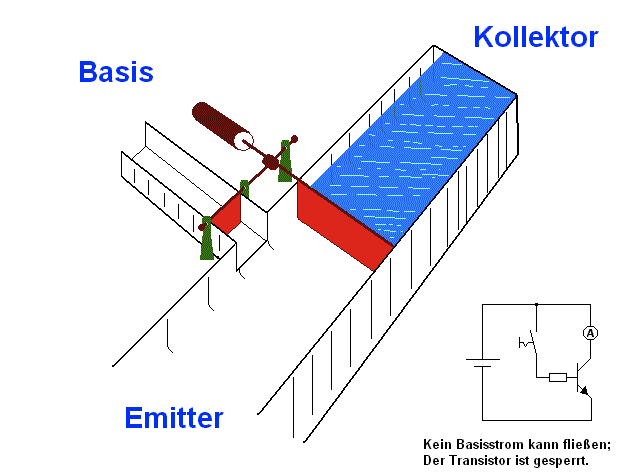 Kollektor
Basis
Emitter
A
Kein Basisstrom kann fließen;
Der Transistor ist gesperrt.